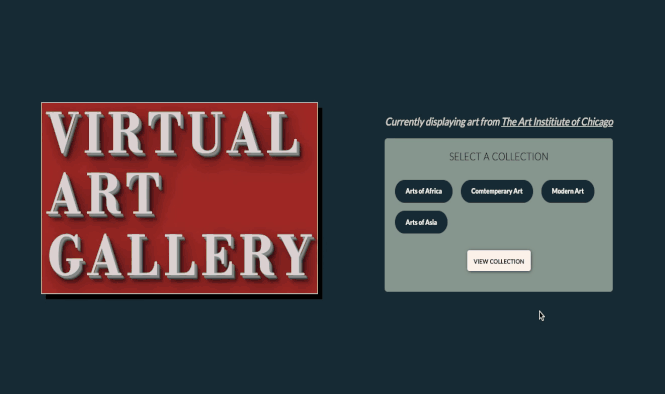 VIRTUAL
ART
GALLERY
Currently displaying art from The Art Institiute of Chicago
SELECT A COLLECTION
Arts of Africa
Comtemperary Art
Modern Art
Arts of Asia
VIEW COLLECTION